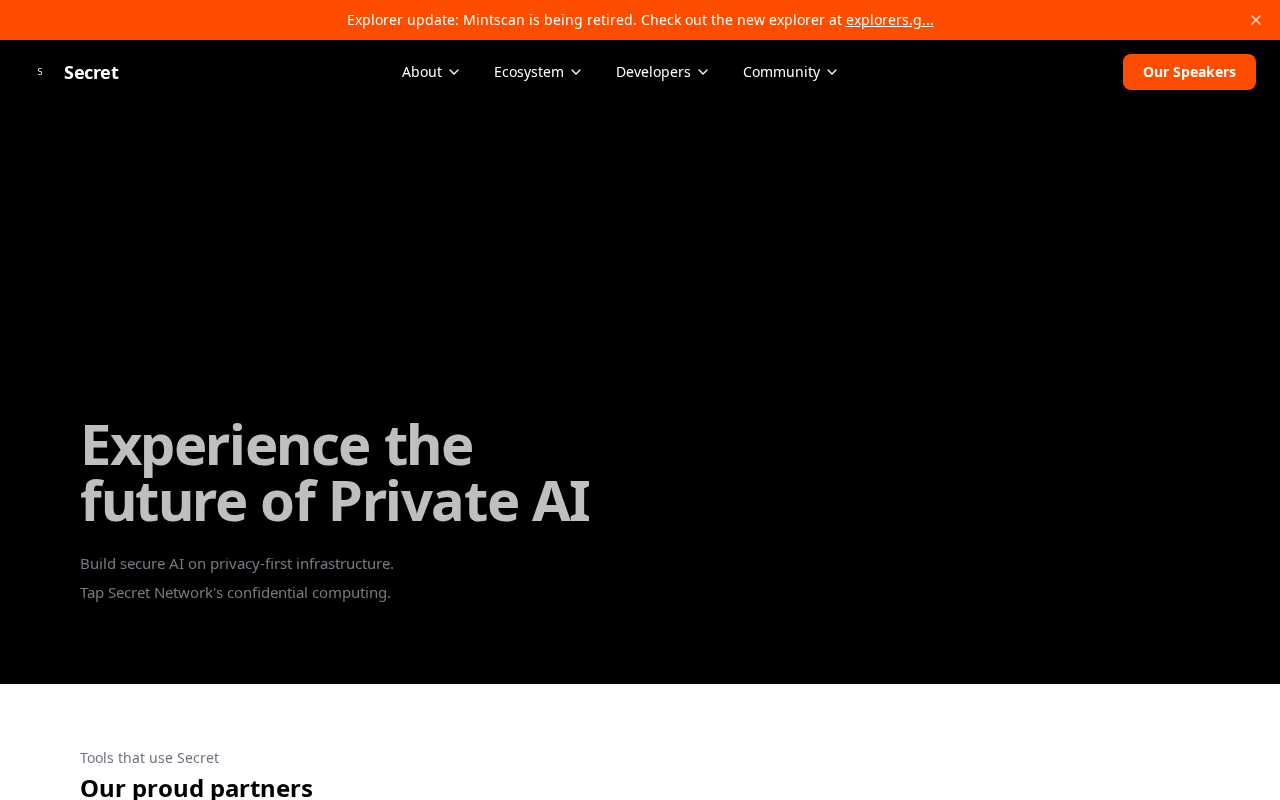 Explorer update: Mintscan is being retired. Check out the new explorer at explorers.g...
S Secret About Ecosystem Developers Community Our Speakers
Experience the
future of Private AI
Build secure AI on privacy-first infrastructure.
Tap Secret Network's confidential computing.
Tools that use Secret
Our proud partners